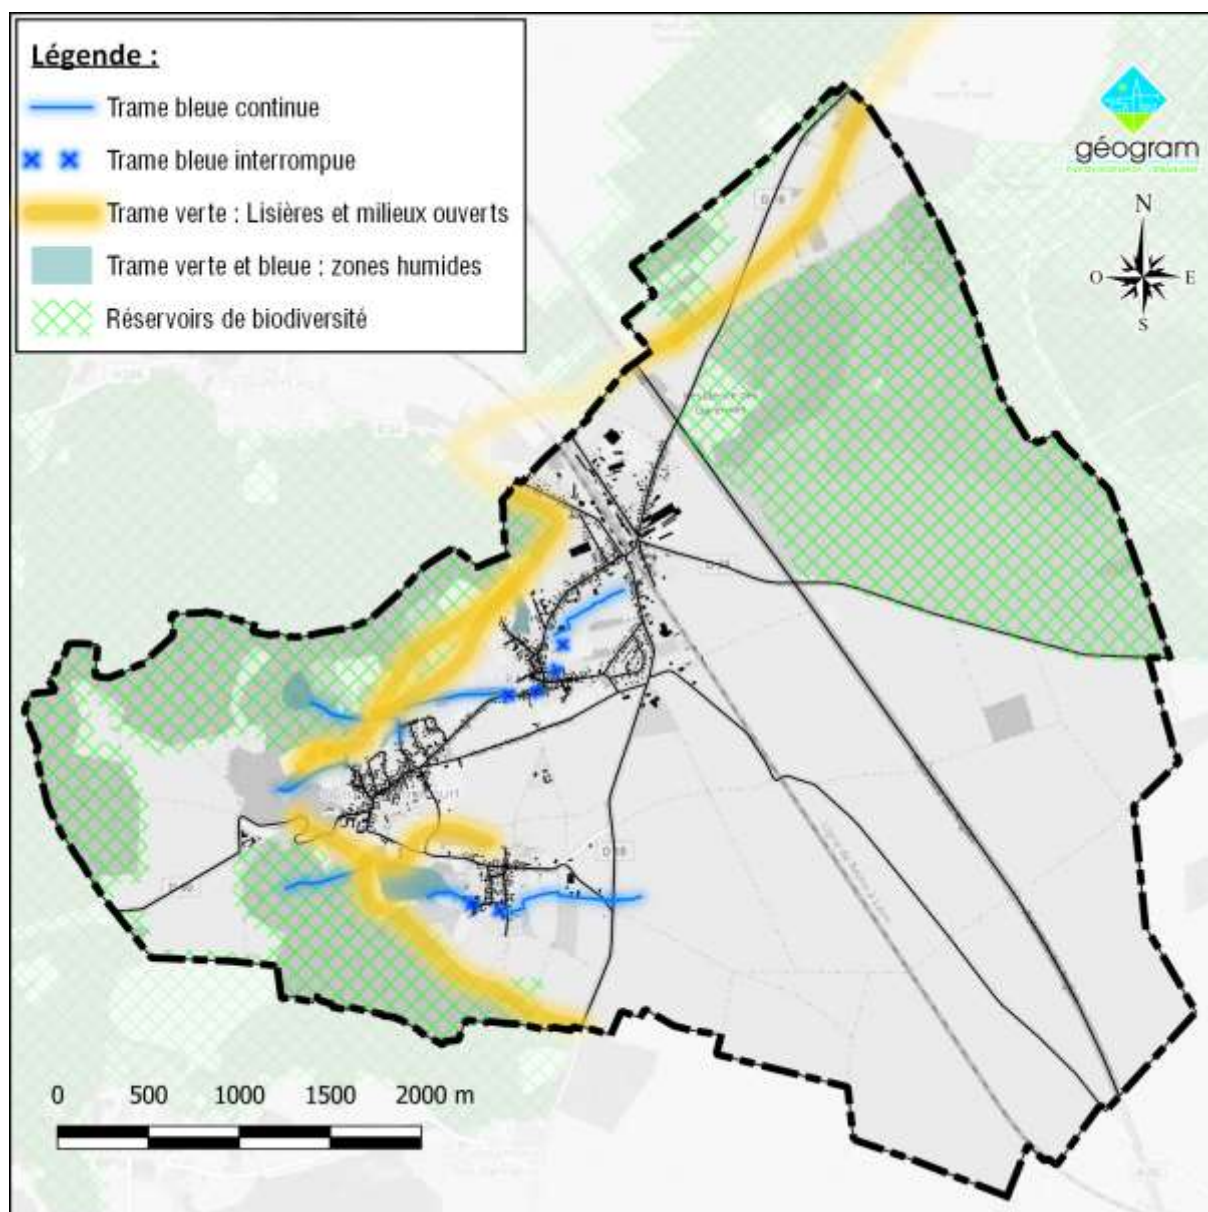 Légende :
Trame bleue continue
Trame bleue interrompue
Trame verte : Lisières et milieux ouverts
Trame verte et bleue : zones humides
Réservoirs de biodiversité
géogram
N
O
E
S
0 500 1000 1500 2000 m